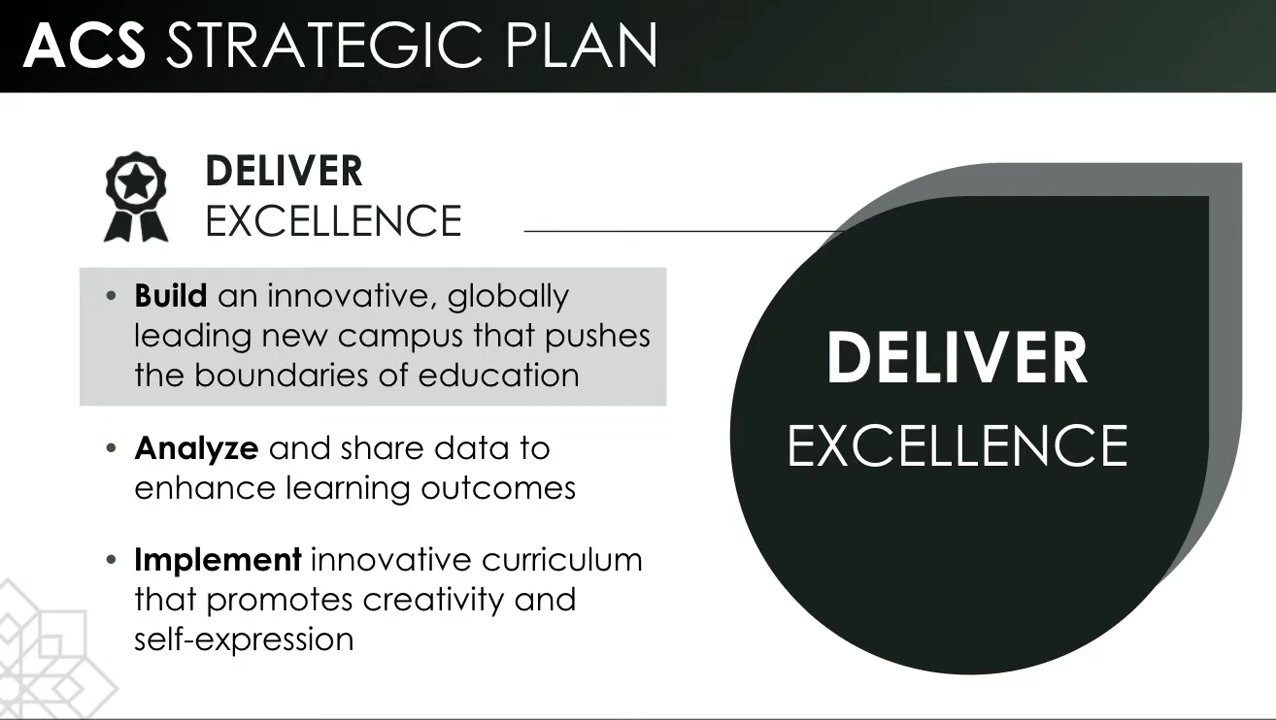 ACS STRATEGIC PLAN
DELIVER
EXCELLENCE
• Build an innovative, globally
leading new campus that pushes
the boundaries of education
• Analyze and share data to
enhance learning outcomes
• Implement innovative curriculum
that promotes creativity and
self-expression
DELIVER
EXCELLENCE